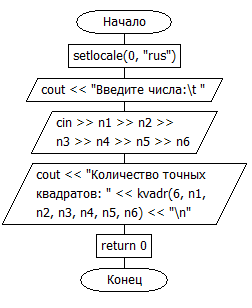 Начало
setlocale(0, "rus")
cout << "Введите числа:\t "
cin >> n1 >> n2 >>
n3 >> n4 >> n5 >> n6
cout << "Количество точных
квадратов: " << kvadr(6, n1,
n2, n3, n4, n5, n6) << "\n"
return 0
Конец